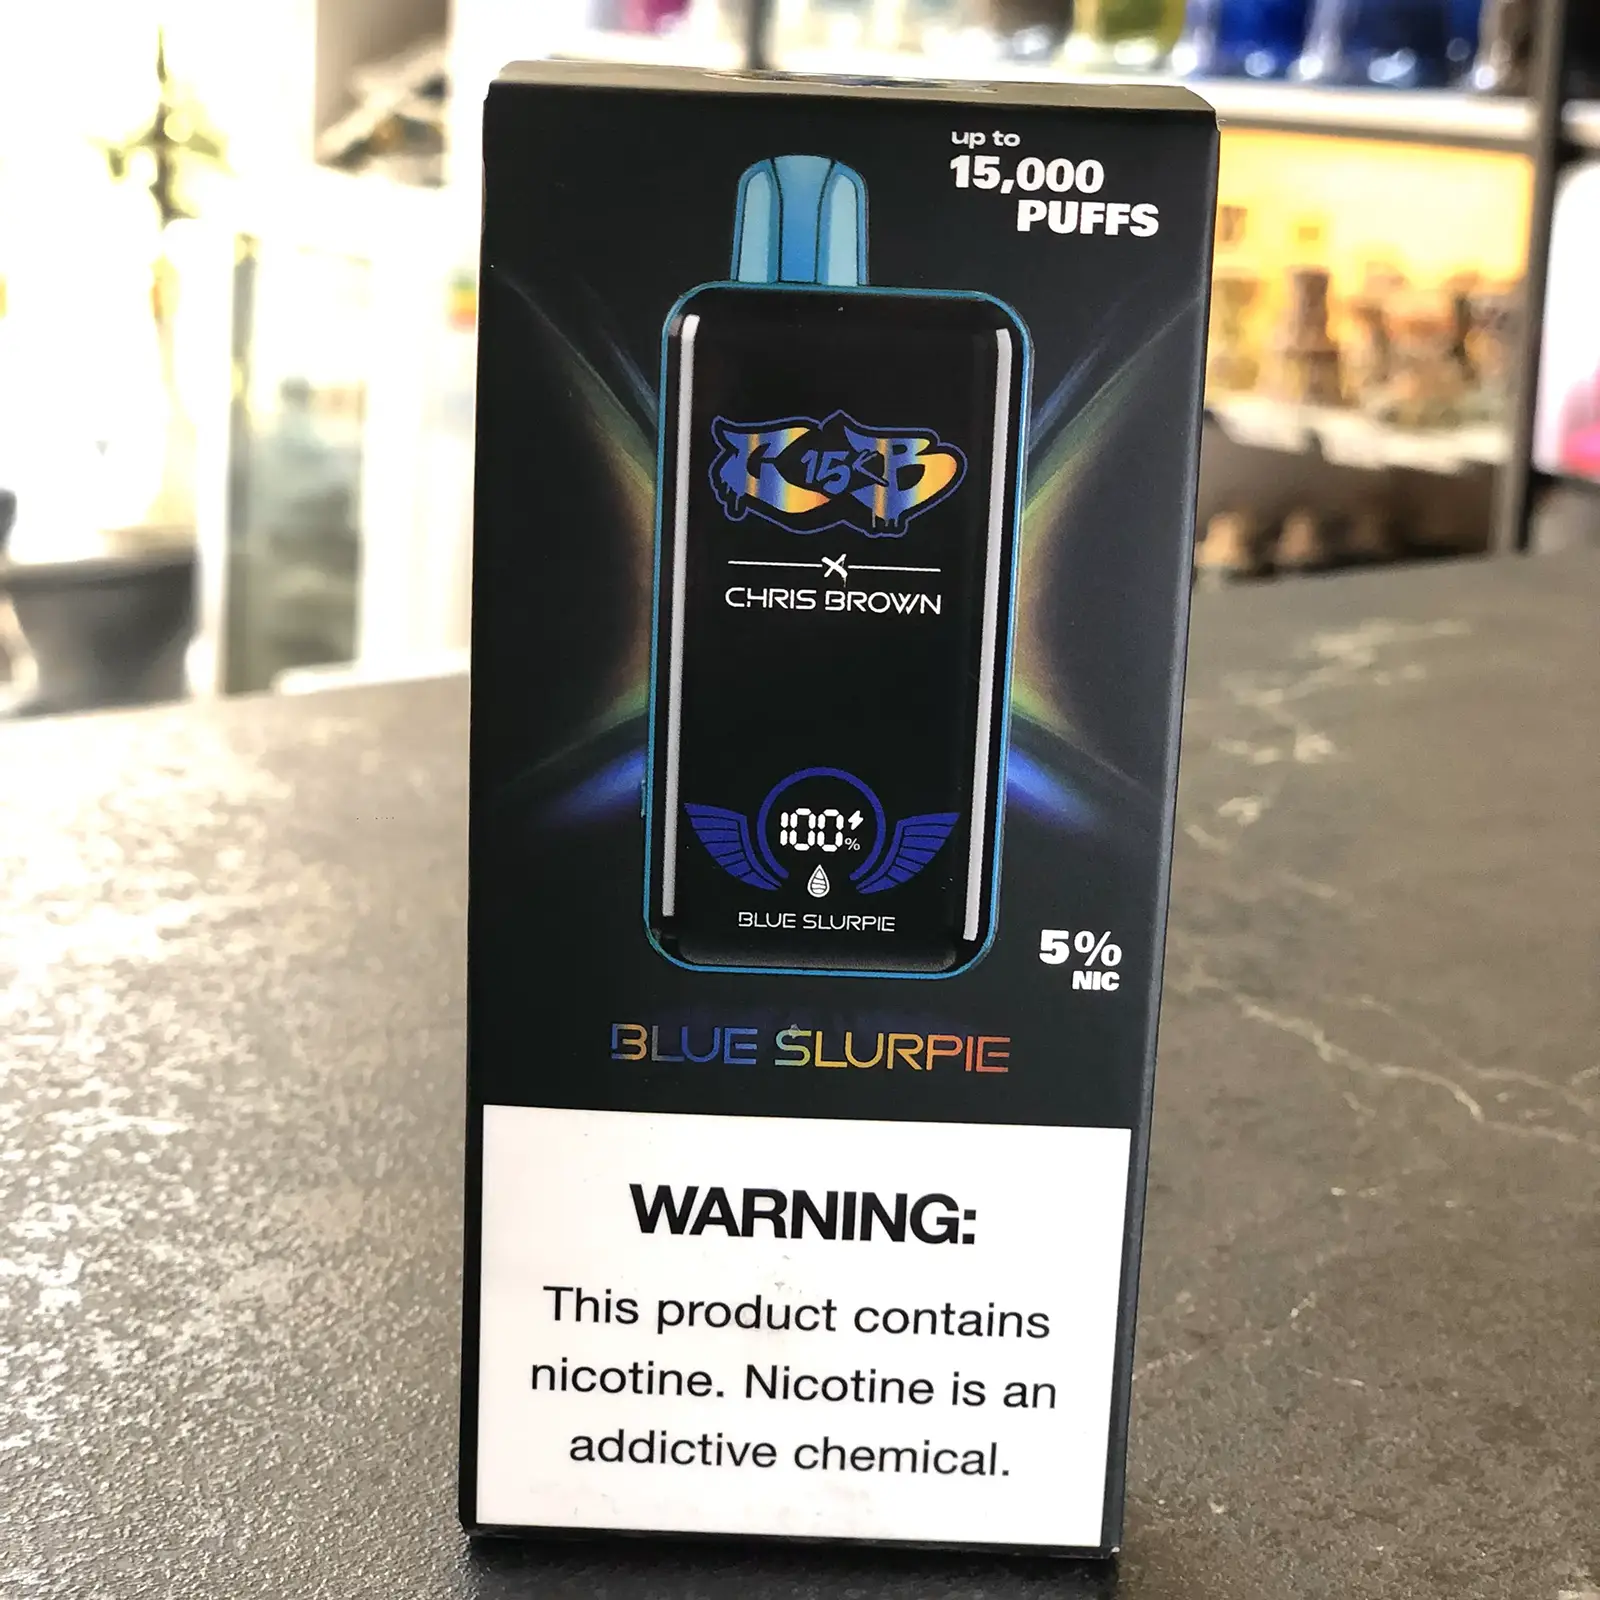 up to
15,000
PUFFS
C 15K B
X
CHRIS BROWN
100%
BLUE SLURPIE
5%
NIC
BLUE SLURPIE
WARNING:
This product contains
nicotine. Nicotine is an
addictive chemical.